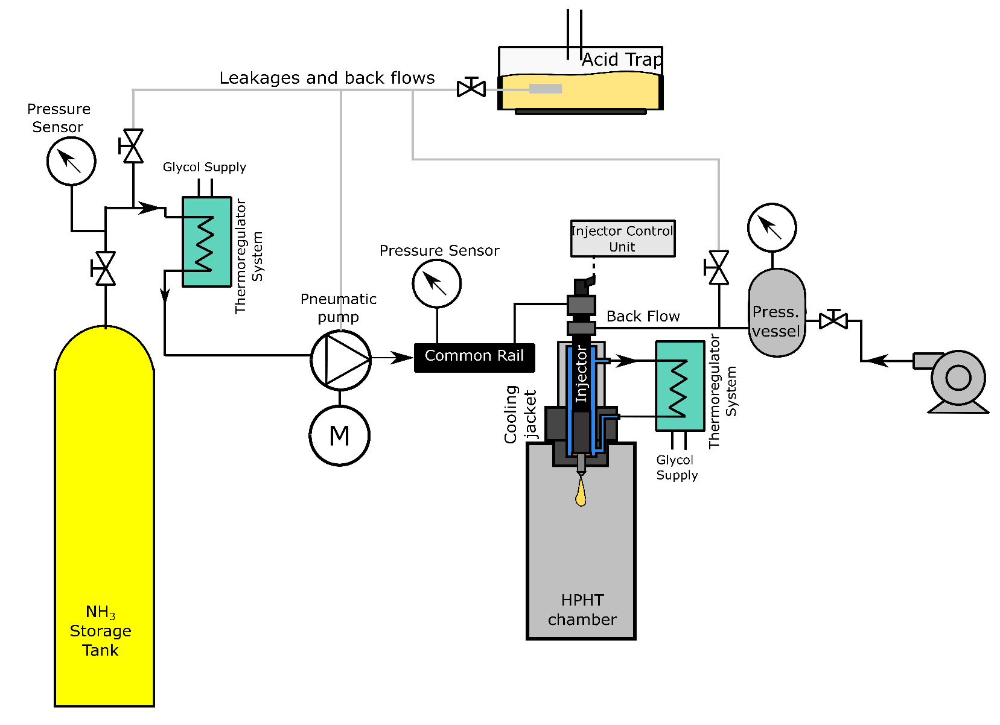 Acid Trap
Leakages and back flows
Pressure
Sensor
Glycol Supply
Thermoregulator
System
Injector Control
Unit
Pressure Sensor
Pneumatic
pump
Back Flow
Press.
vessel
Common Rail
Injector
Cooling
jacket
Thermoregulator
System
M
Glycol
Supply
HPHT
chamber
NH₃
Storage
Tank